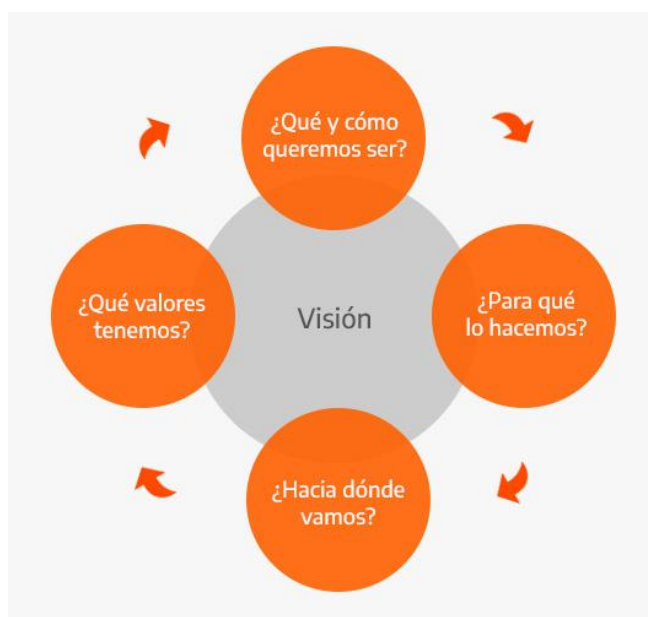 ¿Qué y cómo
queremos ser?
¿Qué valores
tenemos?
Visión
¿Para qué
lo hacemos?
¿Hacia dónde
vamos?